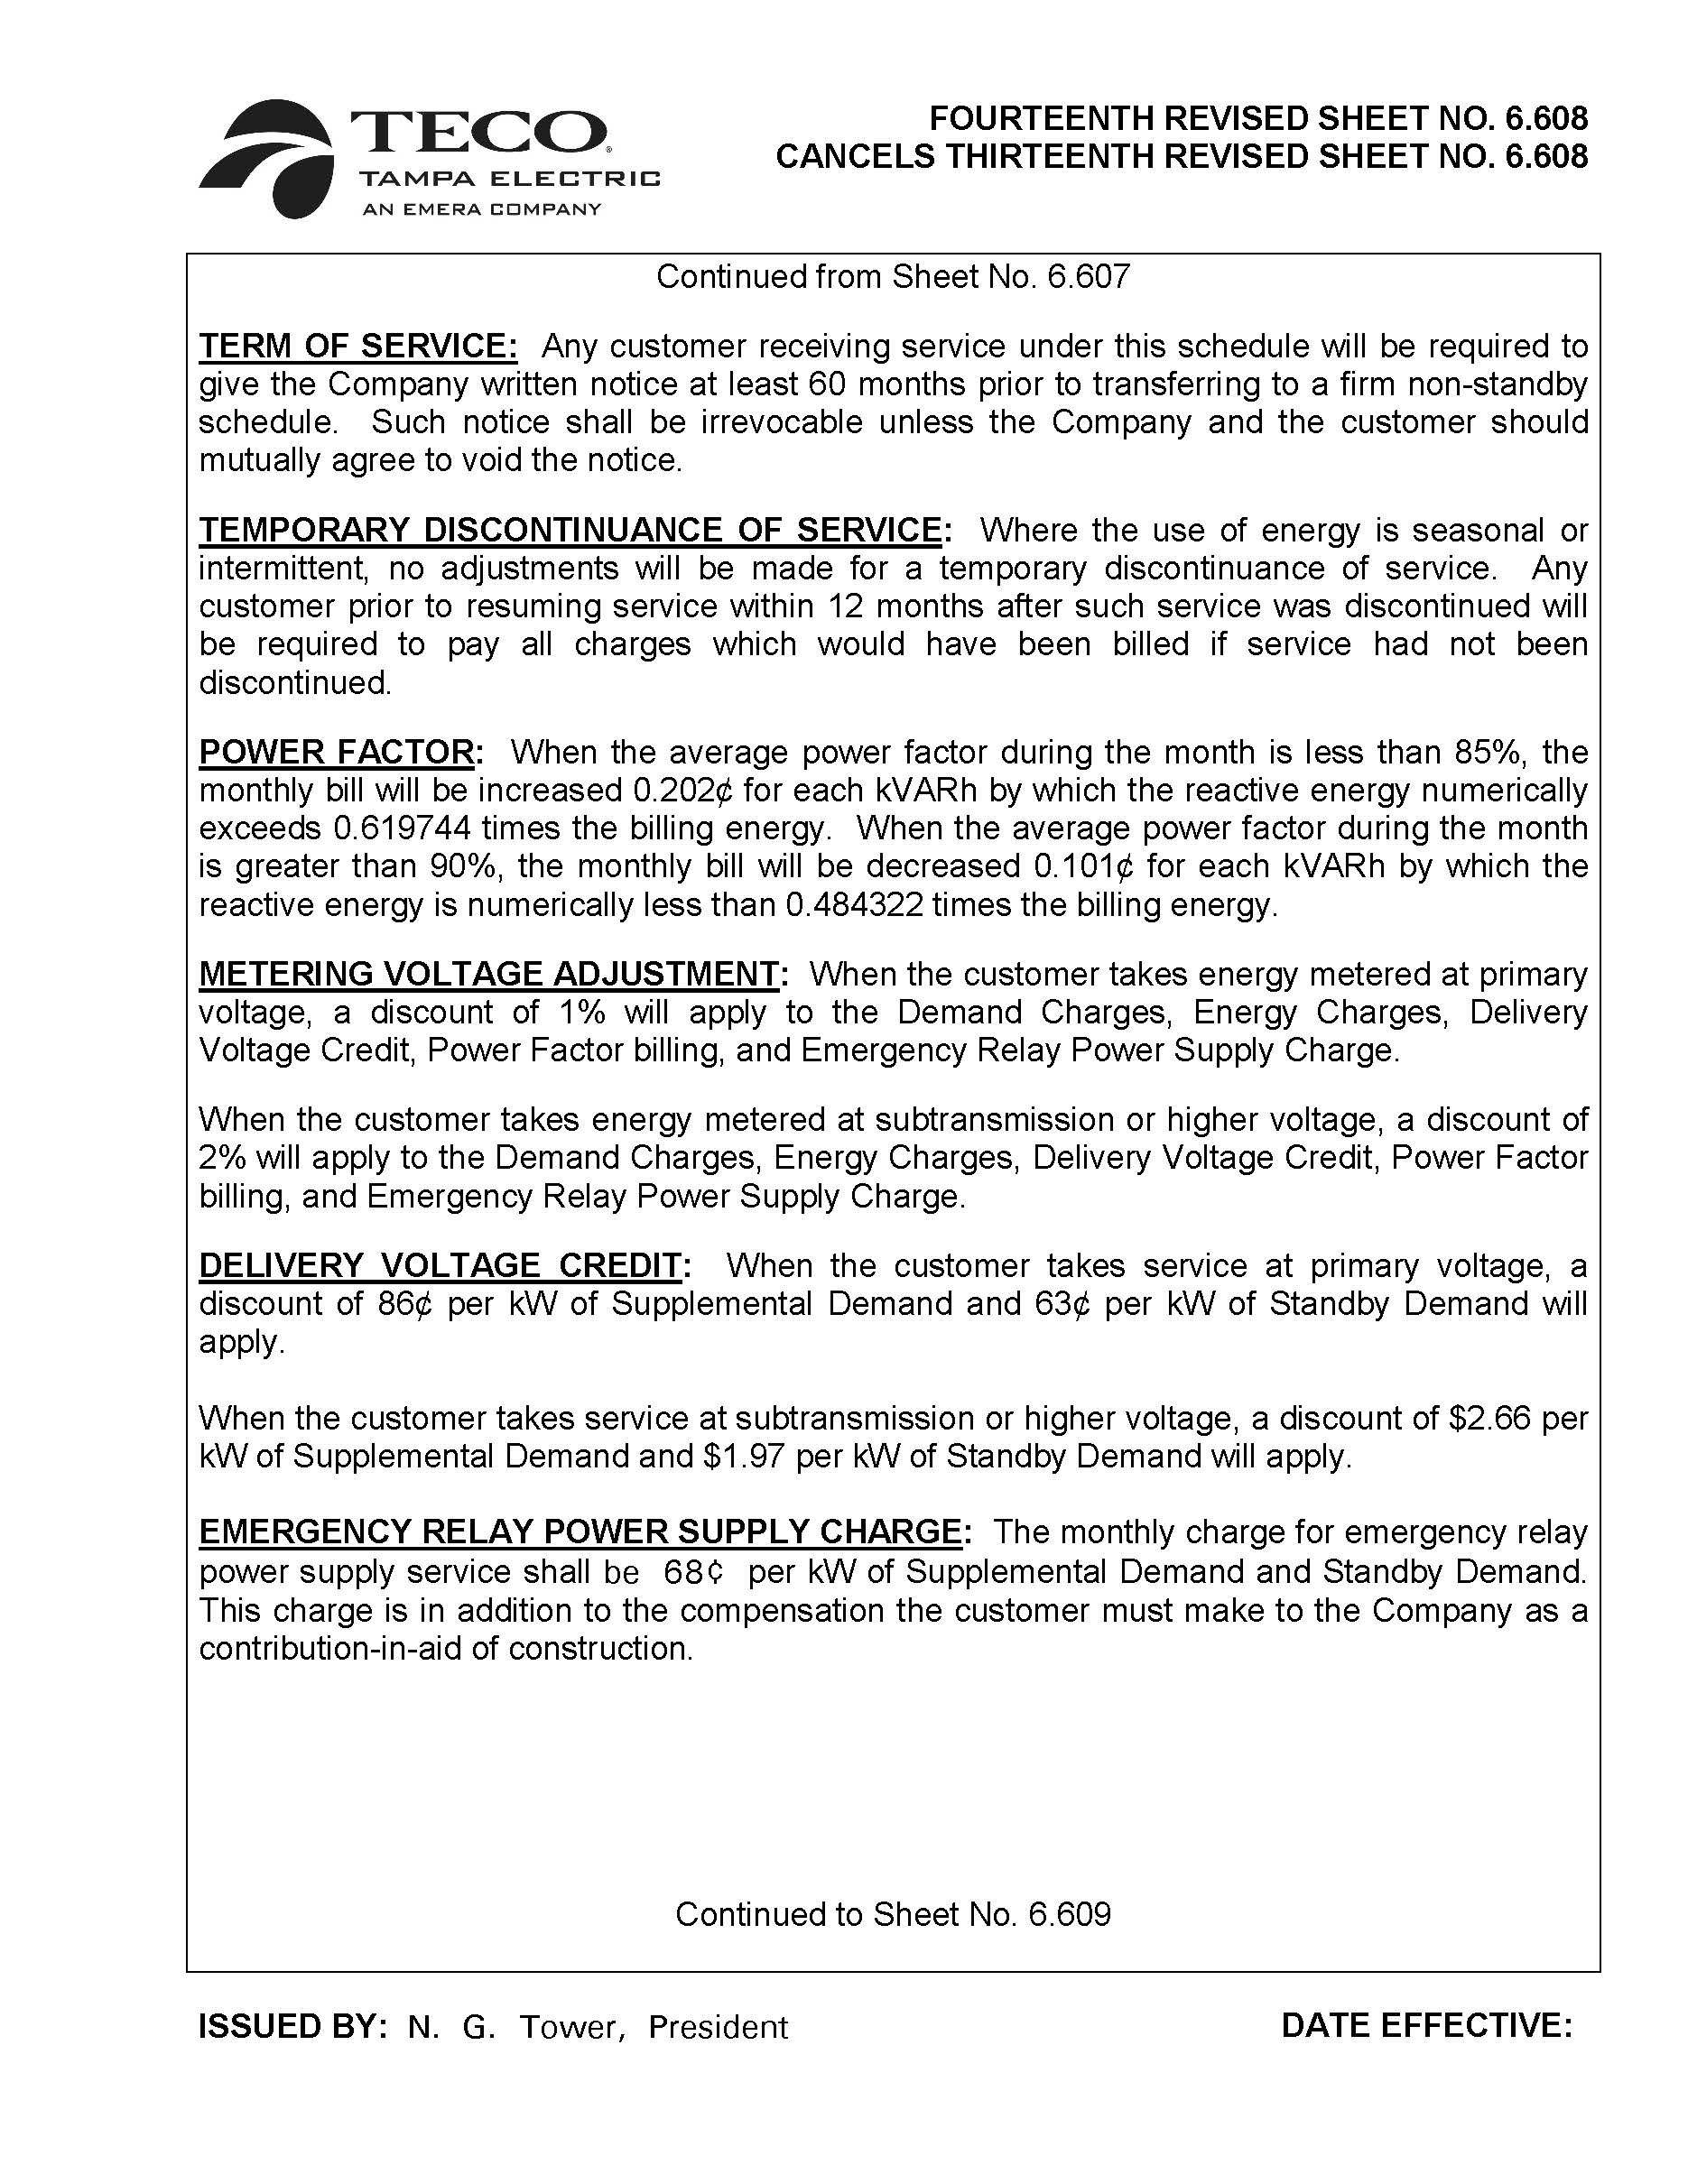 TECO®
TAMPA ELECTRIC
AN EMERA COMPANY
FOURTEENTH REVISED SHEET NO. 6.608
CANCELS THIRTEENTH REVISED SHEET NO. 6.608
Continued from Sheet No. 6.607
TERM OF SERVICE: Any customer receiving service under this schedule will be required to
give the Company written notice at least 60 months prior to transferring to a firm non-standby
schedule. Such notice shall be irrevocable unless the Company and the customer should
mutually agree to void the notice.
TEMPORARY DISCONTINUANCE OF SERVICE: Where the use of energy is seasonal or
intermittent, no adjustments will be made for a temporary discontinuance of service. Any
customer prior to resuming service within 12 months after such service was discontinued will
be required to pay all charges which would have been billed if service had not been
discontinued.
POWER FACTOR: When the average power factor during the month is less than 85%, the
monthly bill will be increased 0.202¢ for each kVARh by which the reactive energy numerically
exceeds 0.619744 times the billing energy. When the average power factor during the month
is greater than 90%, the monthly bill will be decreased 0.101¢ for each kVARh by which the
reactive energy is numerically less than 0.484322 times the billing energy.
METERING VOLTAGE ADJUSTMENT: When the customer takes energy metered at primary
voltage, a discount of 1% will apply to the Demand Charges, Energy Charges, Delivery
Voltage Credit, Power Factor billing, and Emergency Relay Power Supply Charge.
When the customer takes energy metered at subtransmission or higher voltage, a discount of
2% will apply to the Demand Charges, Energy Charges, Delivery Voltage Credit, Power Factor
billing, and Emergency Relay Power Supply Charge.
DELIVERY VOLTAGE CREDIT: When the customer takes service at primary voltage, a
discount of 86¢ per kW of Supplemental Demand and 63¢ per kW of Standby Demand will
apply.
When the customer takes service at subtransmission or higher voltage, a discount of $2.66 per
kW of Supplemental Demand and $1.97 per kW of Standby Demand will apply.
EMERGENCY RELAY POWER SUPPLY CHARGE: The monthly charge for emergency relay
power supply service shall be 68¢ per kW of Supplemental Demand and Standby Demand.
This charge is in addition to the compensation the customer must make to the Company as a
contribution-in-aid of construction.
Continued to Sheet No. 6.609
ISSUED BY: N. G. Tower, President
DATE EFFECTIVE: